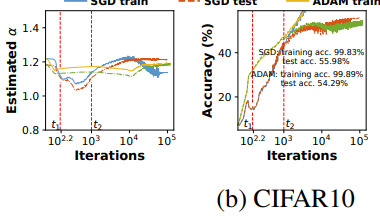 SGD train
SGD test
ADAM train
Estimated α
1.4
1.2
1.0
0.8
t₁
t₂
10^2.2
10^3
10^4
10^5
Iterations
Accuracy (%)
40
20
SGD: training acc. 99.83%
test acc. 55.98%
ADAM: training acc. 99.89%
test acc. 54.29%
t₁
t₂
10^2.2
10^3
10^4
10^5
Iterations
(b) CIFAR10